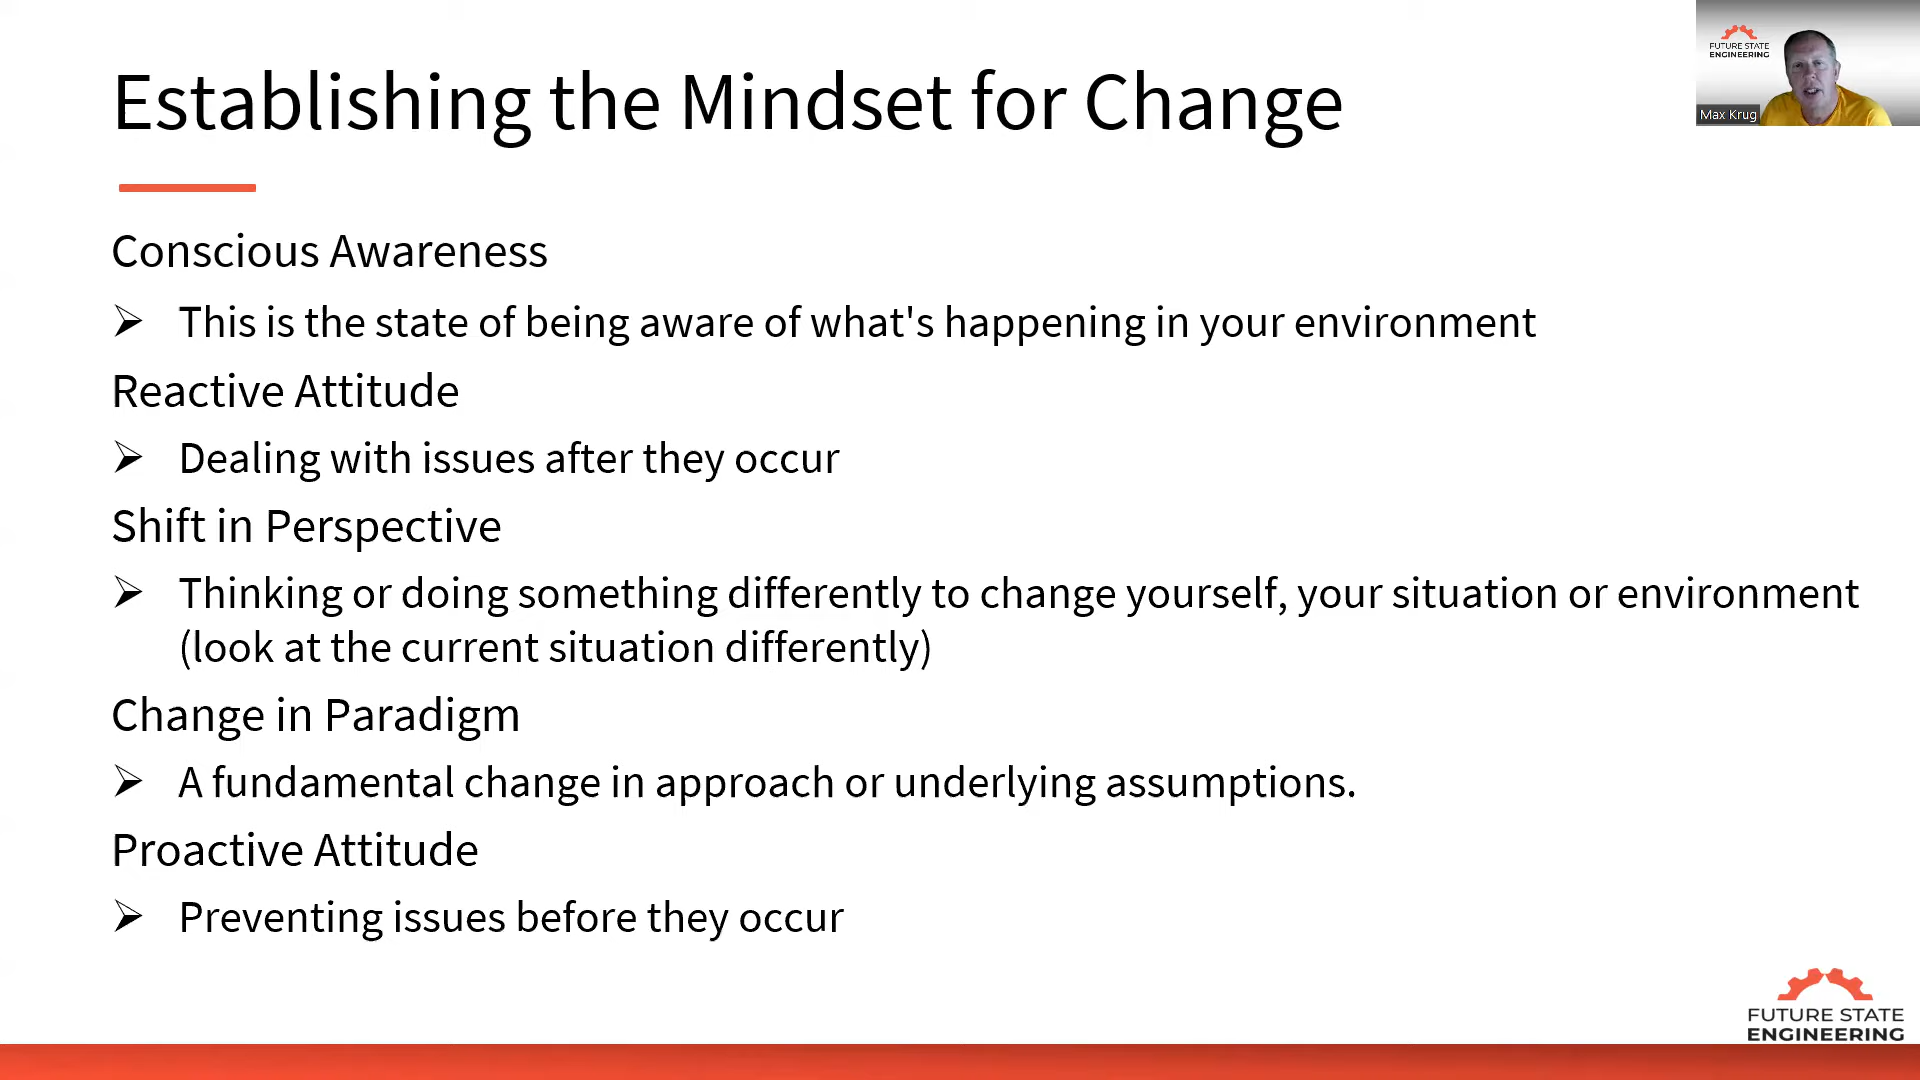 Establishing the Mindset for Change
FUTURE STATE
ENGINEERING
Max Krug
Conscious Awareness
This is the state of being aware of what's happening in your environment
Reactive Attitude
Dealing with issues after they occur
Shift in Perspective
Thinking or doing something differently to change yourself, your situation or environment
(look at the current situation differently)
Change in Paradigm
A fundamental change in approach or underlying assumptions.
Proactive Attitude
Preventing issues before they occur
FUTURE STATE
ENGINEERING